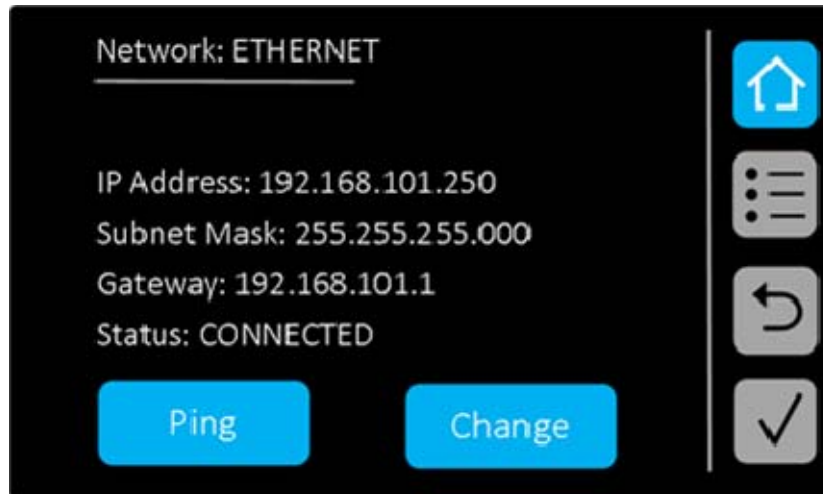 Network: ETHERNET
IP Address: 192.168.101.250
Subnet Mask: 255.255.255.000
Gateway: 192.168.101.1
Status: CONNECTED
Ping
Change